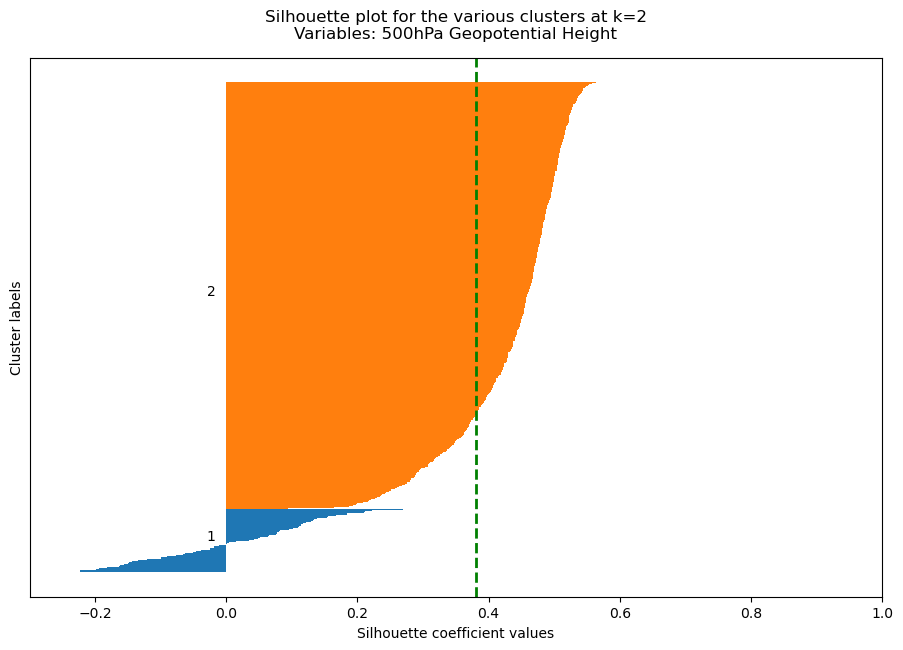 Silhouette plot for the various clusters at k=2
Variables: 500hPa Geopotential Height
Cluster labels
2
1
−0.2 0.0 0.2 0.4 0.6 0.8 1.0
Silhouette coefficient values